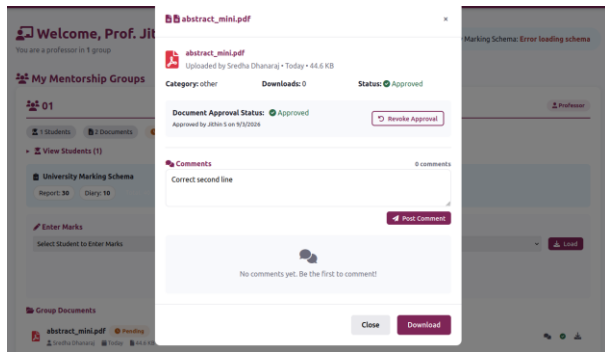 abstract_mini.pdf
Welcome, Prof. Jit
You are a professor in 1 group
Marking Schema: Error loading schema
abstract_mini.pdf
Uploaded by Sredha Dhanaraj • Today • 44.6 KB
Category: other Downloads: 0 Status: Approved
My Mentorship Groups
01
Professor
Document Approval Status: Approved
Approved by Jithin S on 9/3/2026
Revoke Approval
1 Students 2 Documents
View Students (1)
Comments
0 comments
Correct second line
University Marking Schema
Report: 30 Diary: 10
Post Comment
Enter Marks
Select Student to Enter Marks
Load
No comments yet. Be the first to comment!
Group Documents
Close Download
abstract_mini.pdf Pending
Sredha Dhanaraj Today 44.6 KB